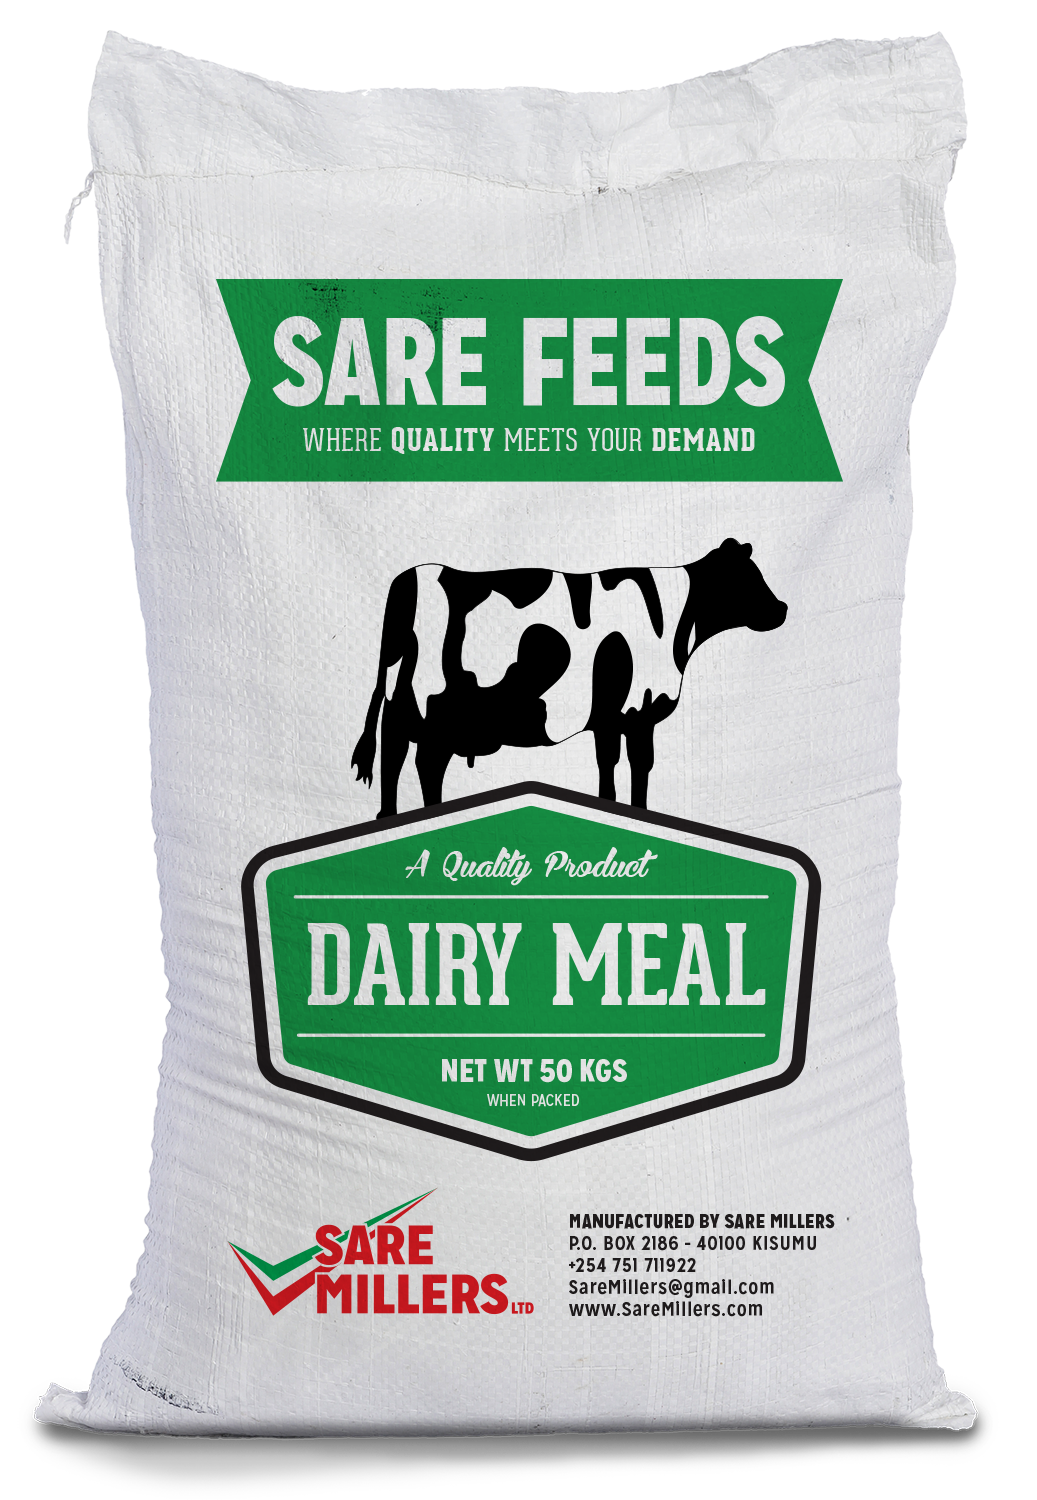 SARE FEEDS
WHERE QUALITY MEETS YOUR DEMAND
A Quality Product
DAIRY MEAL
NET WT 50 KGS
WHEN PACKED
SARE
MILLERS LTD
MANUFACTURED BY SARE MILLERS
P.O. BOX 2186 - 40100 KISUMU
+254 751 711922
SareMillers@gmail.com
www.SareMillers.com